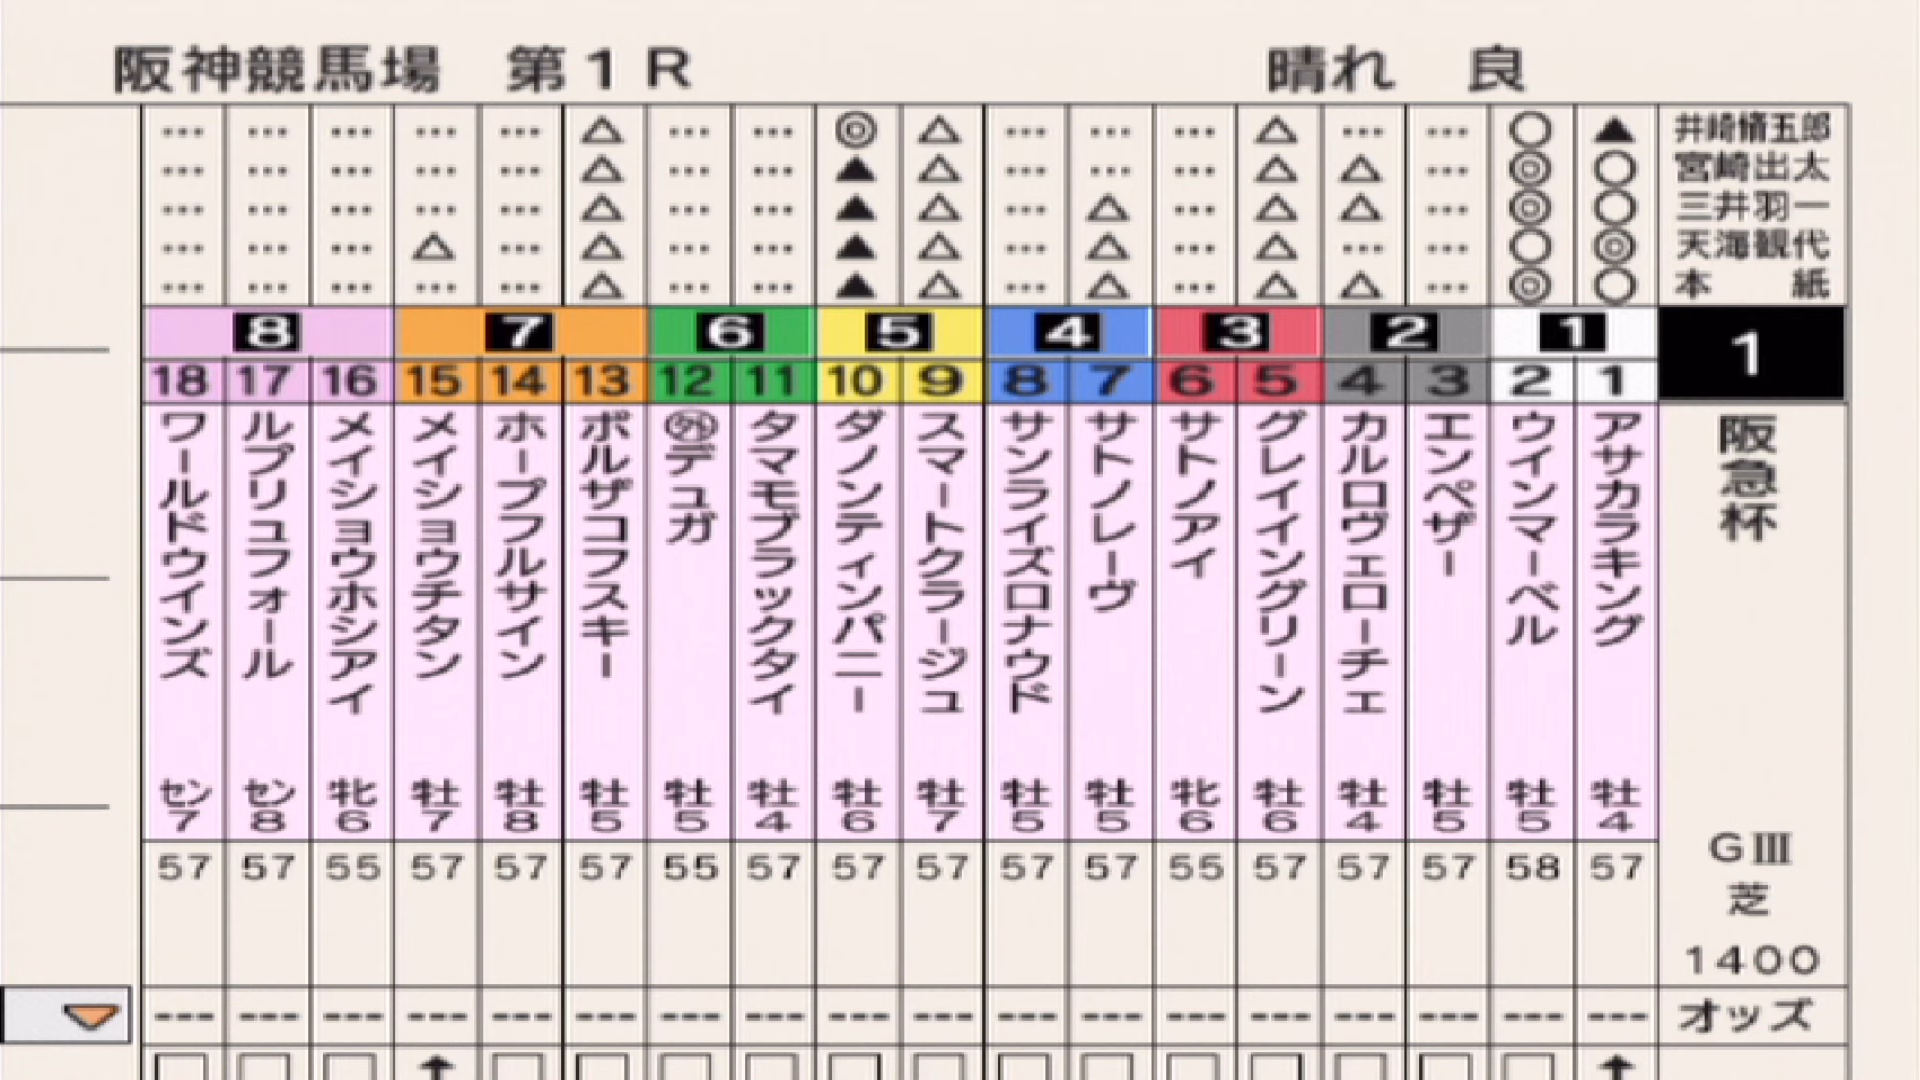 阪神競馬場 第1R 晴れ 良
… … … … … △ … … ◎ △ … … … △ … … ○ ▲ 井崎脩五郎
… … … … … △ … … ▲ △ … … … △ △ … ◎ ○ 宮崎出太
… … … … … △ … … ▲ △ … △ … △ △ … ◎ ○ 三井羽一
… … … △ … △ … … ▲ △ … △ … △ … … ○ ◎ 天海観代
… … … … … △ … … ▲ △ … △ … △ △ … ◎ ○ 本紙
8 7 6 5 4 3 2 1 1
18 17 16 15 14 13 12 11 10 9 8 7 6 5 4 3 2 1
阪急杯
アサカラキング
ウインマーベル
エンペザー
カルロヴェローチェ
グレイイングリーン
サトノアイ
サトノレーヴ
サンライズロナウド
スマートクラージュ
ダノンティンパニー
タマモブラックタイ
㊕デュガ
ボルザコフスキー
ホープフルサイン
メイショウチタン
メイショウホシアイ
ルプリュフォール
ワールドウインズ
セン7 セン8 牝6 牡7 牡8 牡5 牡5 牡4 牡6 牡7 牡5 牡5 牝6 牡6 牡4 牡5 牡5 牡4
57 57 55 57 57 57 55 57 57 57 57 57 55 57 57 57 58 57
GⅢ
芝
1400
--- --- --- --- --- --- --- --- --- --- --- --- --- --- --- --- --- --- オッズ